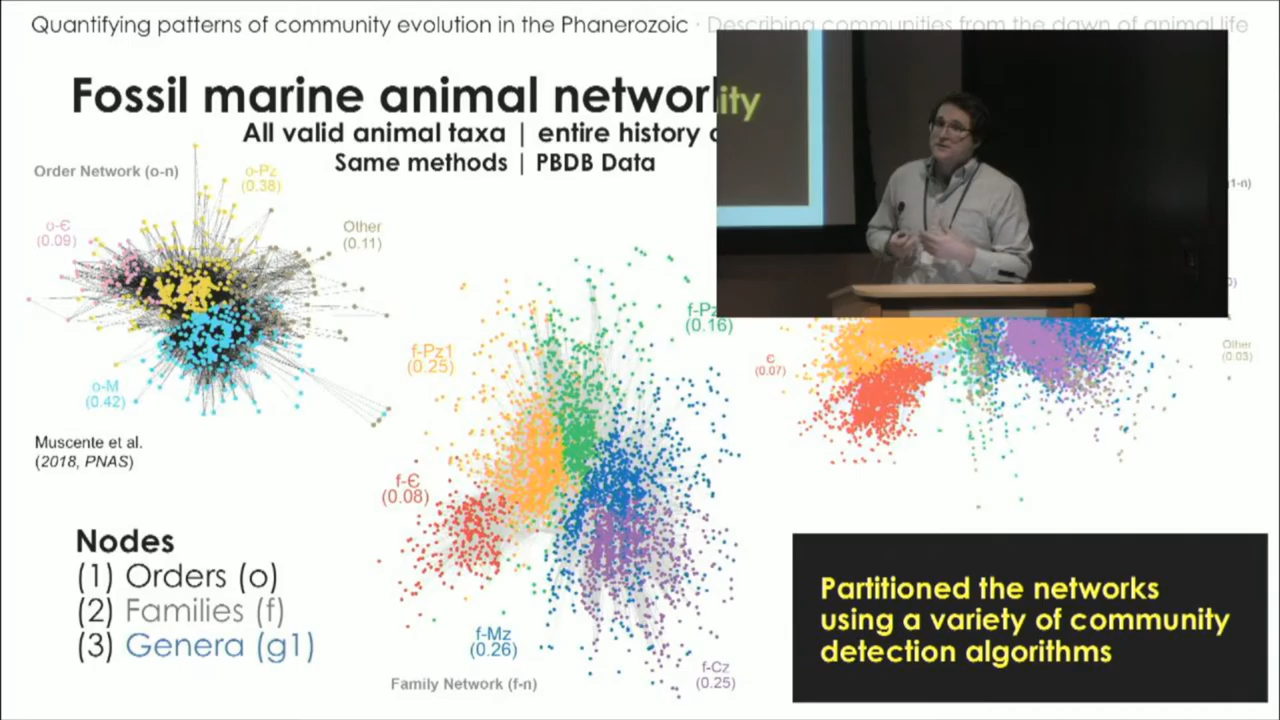 Quantifying patterns of community evolution in the Phanerozoic · Describing communities from the dawn of animal life
Fossil marine animal networ
ity
All valid animal taxa | entire history
Same methods | PBDB Data
Order Network (o-n)
o-Pz
(0.38)
o-Є
(0.09)
Other
(0.11)
o-M
(0.42)
Muscente et al.
(2018, PNAS)
f-Pz1
(0.25)
(0.16)
f-Є
(0.08)
f-Mz
(0.26)
f-Cz
(0.25)
Family Network (f-n)
Є
(0.07)
Other
(0.03)
Nodes
(1) Orders (o)
(2) Families (f)
(3) Genera (g1)
Partitioned the networks
using a variety of community
detection algorithms